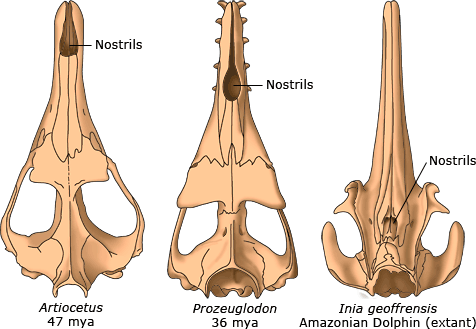 Nostrils
Nostrils
Nostrils
Artiocetus
47 mya
Prozeuglodon
36 mya
Inia geoffrensis
Amazonian Dolphin (extant)